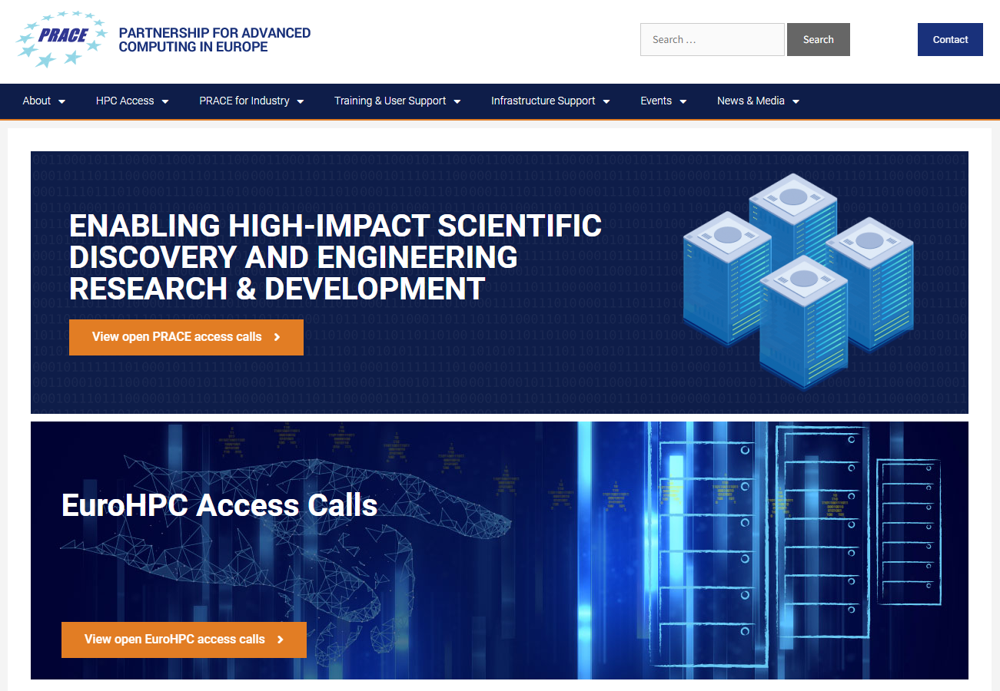 PRACE
PARTNERSHIP FOR ADVANCED
COMPUTING IN EUROPE
Search …
Search
Contact
About
HPC Access
PRACE for Industry
Training & User Support
Infrastructure Support
Events
News & Media
ENABLING HIGH-IMPACT SCIENTIFIC
DISCOVERY AND ENGINEERING
RESEARCH & DEVELOPMENT
View open PRACE access calls
EuroHPC Access Calls
View open EuroHPC access calls